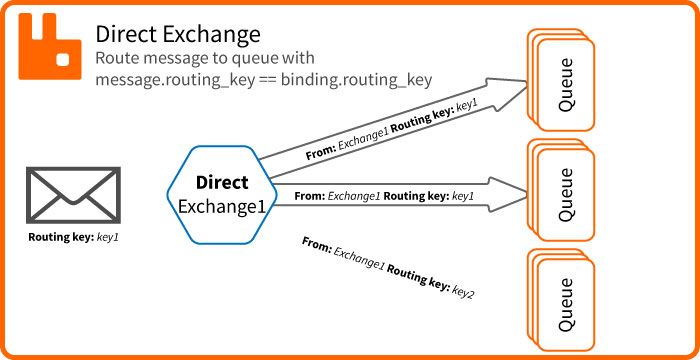 Direct Exchange
Route message to queue with
message.routing_key == binding.routing_key
From: Exchange1 Routing key: key1
Queue
Direct
Exchange1
From: Exchange1 Routing key: key1
Queue
Routing key: key1
From: Exchange1 Routing key: key2
Queue